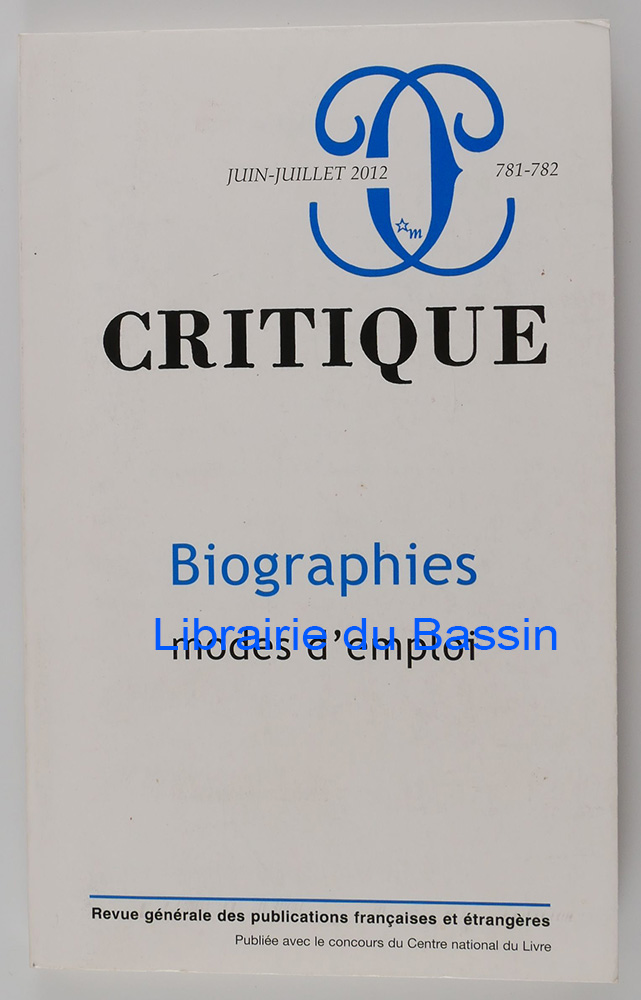 JUIN-JUILLET 2012 781-782
m
CRITIQUE
Biographies
modes d'emploi
Librairie du Bassin
Revue générale des publications françaises et étrangères
Publiée avec le concours du Centre national du Livre